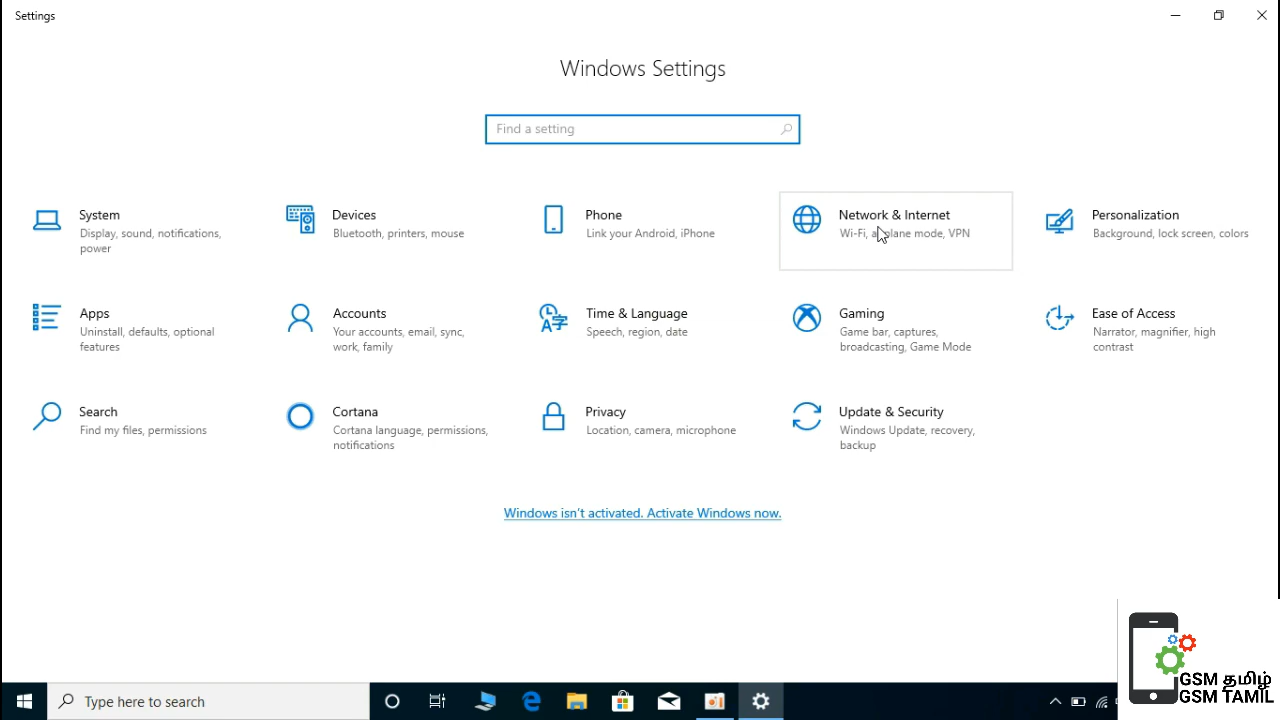 Settings
Windows Settings
Find a setting
System
Display, sound, notifications,
power
Devices
Bluetooth, printers, mouse
Phone
Link your Android, iPhone
Network & Internet
Wi-Fi, airplane mode, VPN
Personalization
Background, lock screen, colors
Apps
Uninstall, defaults, optional
features
Accounts
Your accounts, email, sync,
work, family
Time & Language
Speech, region, date
Gaming
Game bar, captures,
broadcasting, Game Mode
Ease of Access
Narrator, magnifier, high
contrast
Search
Find my files, permissions
Cortana
Cortana language, permissions,
notifications
Privacy
Location, camera, microphone
Update & Security
Windows Update, recovery,
backup
Windows isn't activated. Activate Windows now.
GSM தமிழ்
GSM TAMIL
Type here to search